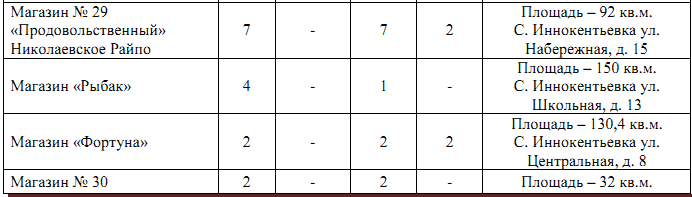 Магазин № 29 «Продовольственный» Николаевское Райпо 7 - 7 2 Площадь – 92 кв.м. С. Иннокентьевка ул. Набережная, д. 15
Магазин «Рыбак» 4 - 1 - Площадь – 150 кв.м. С. Иннокентьевка ул. Школьная, д. 13
Магазин «Фортуна» 2 - 2 2 Площадь – 130,4 кв.м. С. Иннокентьевка ул. Центральная, д. 8
Магазин № 30 2 - 2 - Площадь – 32 кв.м.